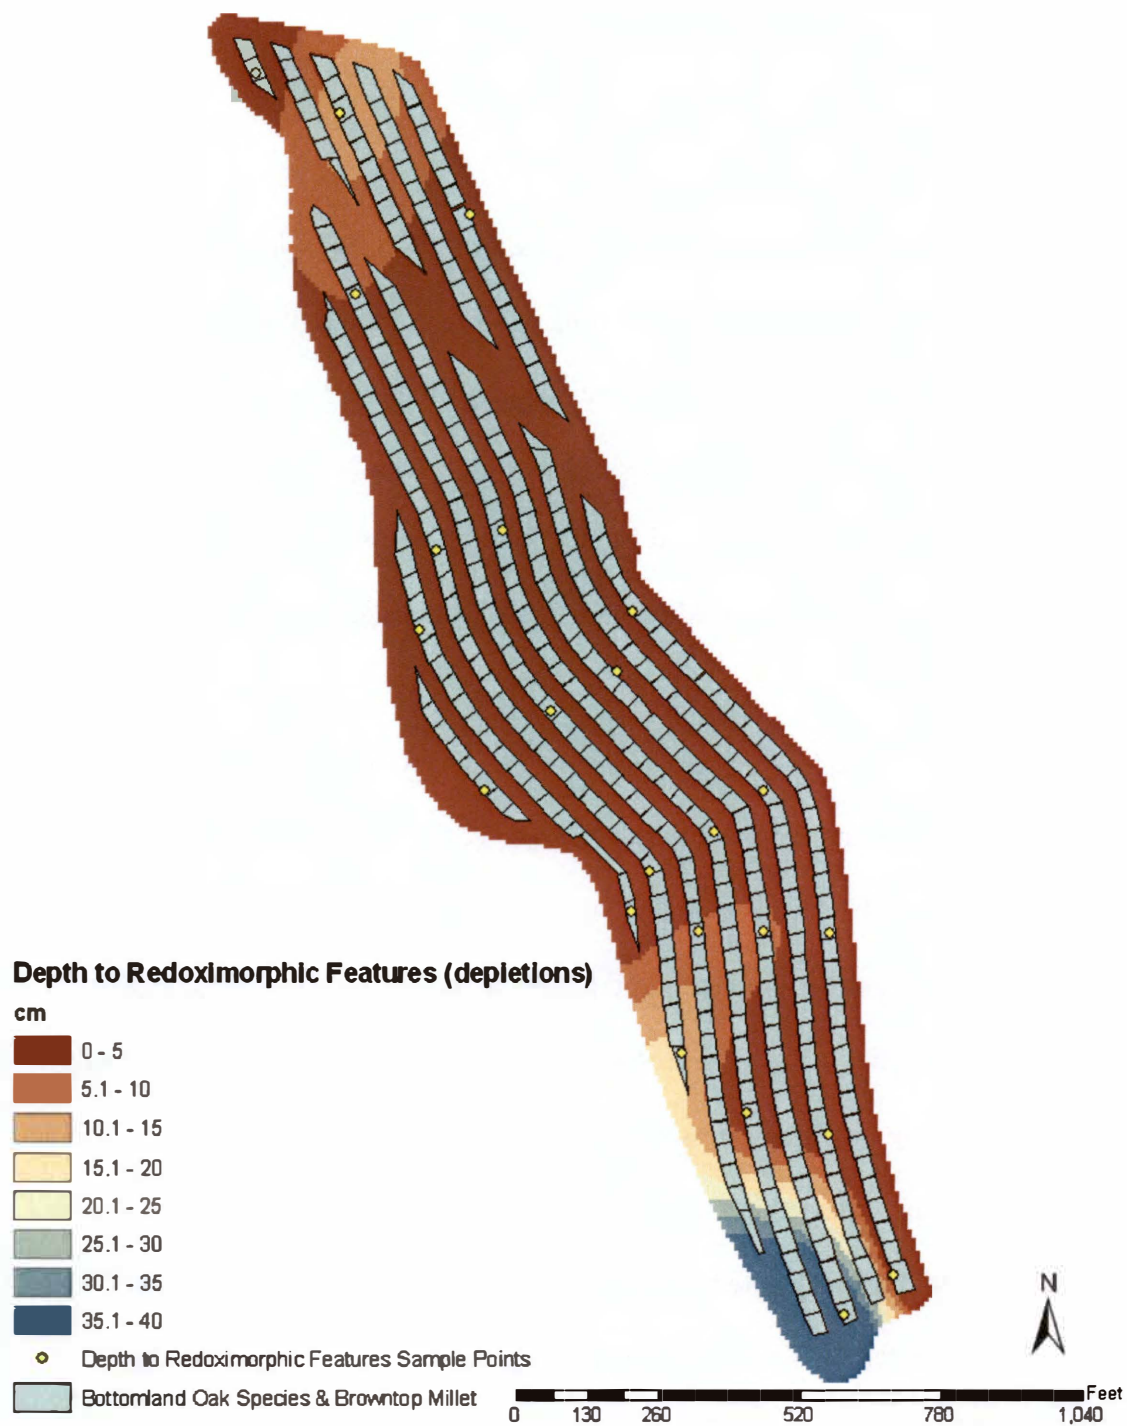 Depth to Redoximorphic Features (depletions)
cm
0 - 5
5.1 - 10
10.1 - 15
15.1 - 20
20.1 - 25
25.1 - 30
30.1 - 35
35.1 - 40
Depth to Redoximorphic Features Sample Points
Bottomland Oak Species & Browntop Millet
N
Feet
0 130 260 520 780 1,040